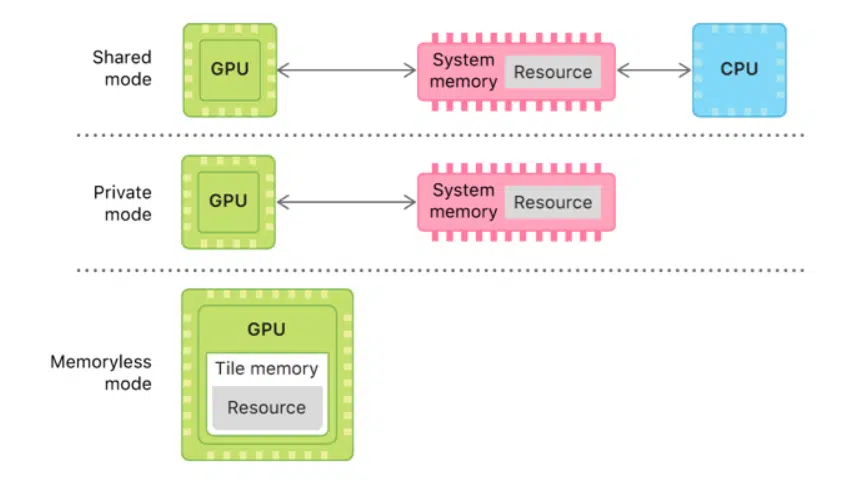 Shared
mode
GPU
System
memory
Resource
CPU
Private
mode
GPU
System
memory
Resource
Memoryless
mode
GPU
Tile memory
Resource